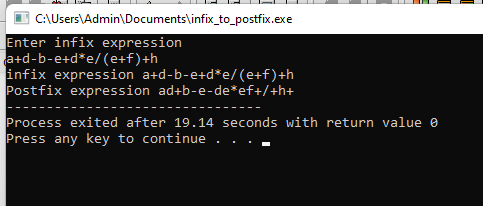 C:\Users\Admin\Documents\infix_to_postfix.exe
Enter infix expression
a+d-b-e+d*e/(e+f)+h
infix expression a+d-b-e+d*e/(e+f)+h
Postfix expression ad+b-e-de*ef+/+h+
--------------------------------
Process exited after 19.14 seconds with return value 0
Press any key to continue . . .